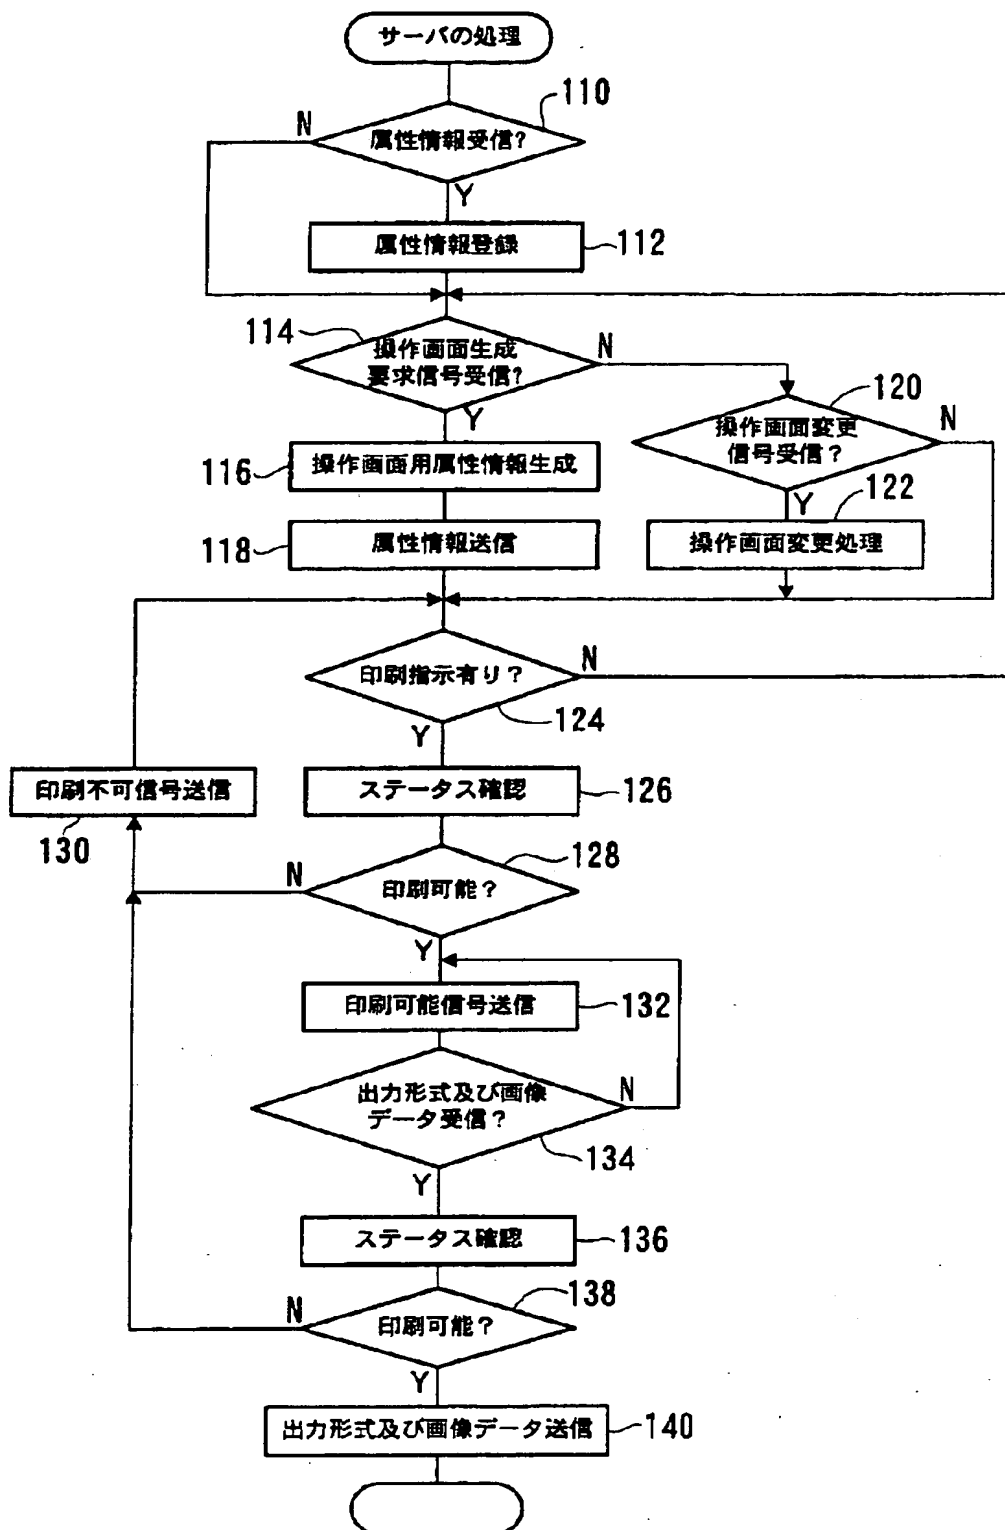 サーバの処理
110
N
属性情報受信?
Y
属性情報登録
112
114
操作画面生成
要求信号受信?
N
Y
120
操作画面変更
信号受信?
N
116
操作画面用属性情報生成
Y
122
118
属性情報送信
操作画面変更処理
印刷指示有り?
N
124
Y
印刷不可信号送信
130
ステータス確認
126
128
N
印刷可能?
Y
印刷可能信号送信
132
出力形式及び画像
データ受信?
N
134
Y
ステータス確認
136
138
N
印刷可能?
Y
出力形式及び画像データ送信
140